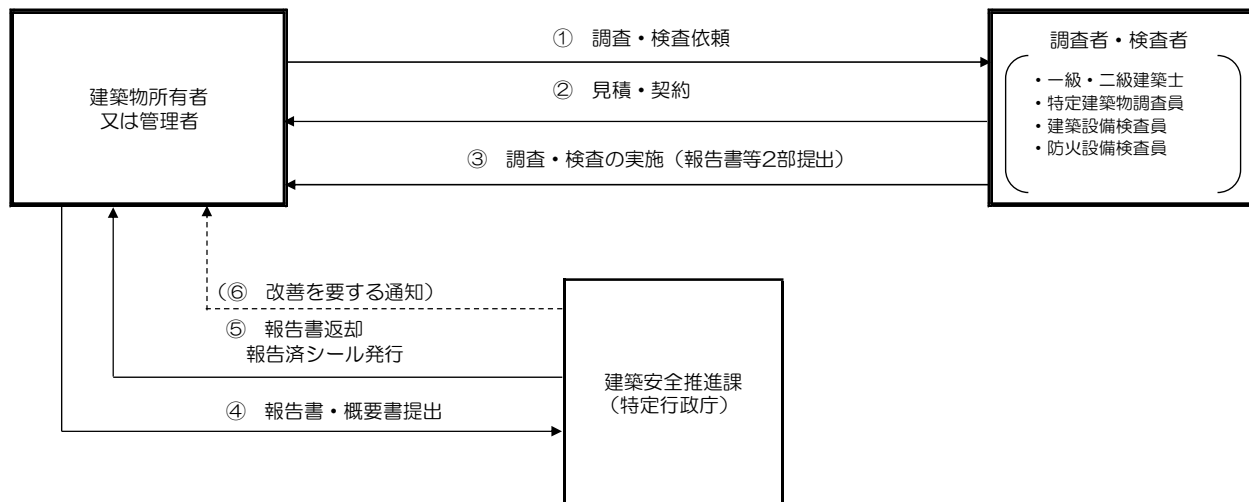 建築物所有者
又は管理者
① 調査・検査依頼
② 見積・契約
③ 調査・検査の実施（報告書等2部提出）
調査者・検査者
・一級・二級建築士
・特定建築物調査員
・建築設備検査員
・防火設備検査員
（⑥ 改善を要する通知）
⑤ 報告書返却
報告済シール発行
④ 報告書・概要書提出
建築安全推進課
（特定行政庁）